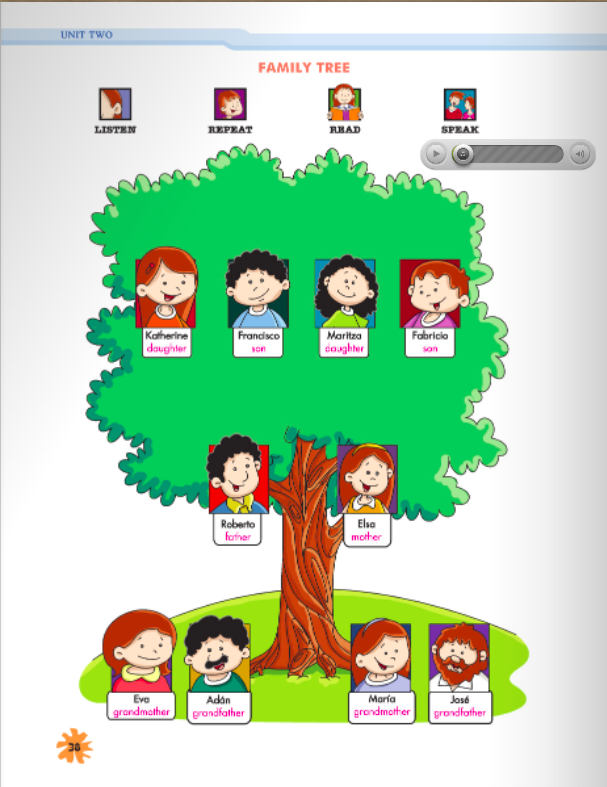 UNIT TWO
FAMILY TREE
LISTEN REPEAT READ SPEAK
Katherine
daughter
Francisco
son
Maritza
daughter
Fabricio
son
Roberto
father
Elsa
mother
Eva
grandmother
Adán
grandfather
María
grandmother
José
grandfather
38